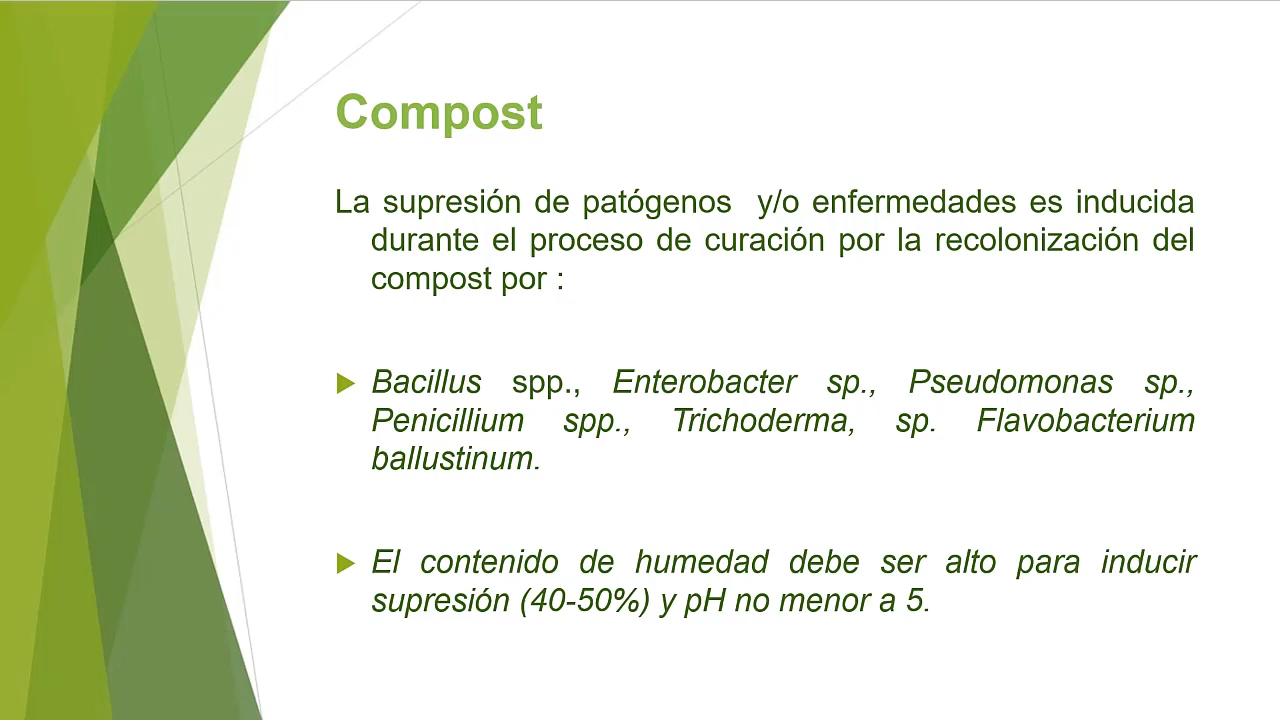 Compost
La supresión de patógenos y/o enfermedades es inducida
durante el proceso de curación por la recolonización del
compost por :
Bacillus spp., Enterobacter sp., Pseudomonas sp.,
Penicillium spp., Trichoderma, sp. Flavobacterium
ballustinum.
El contenido de humedad debe ser alto para inducir
supresión (40-50%) y pH no menor a 5.